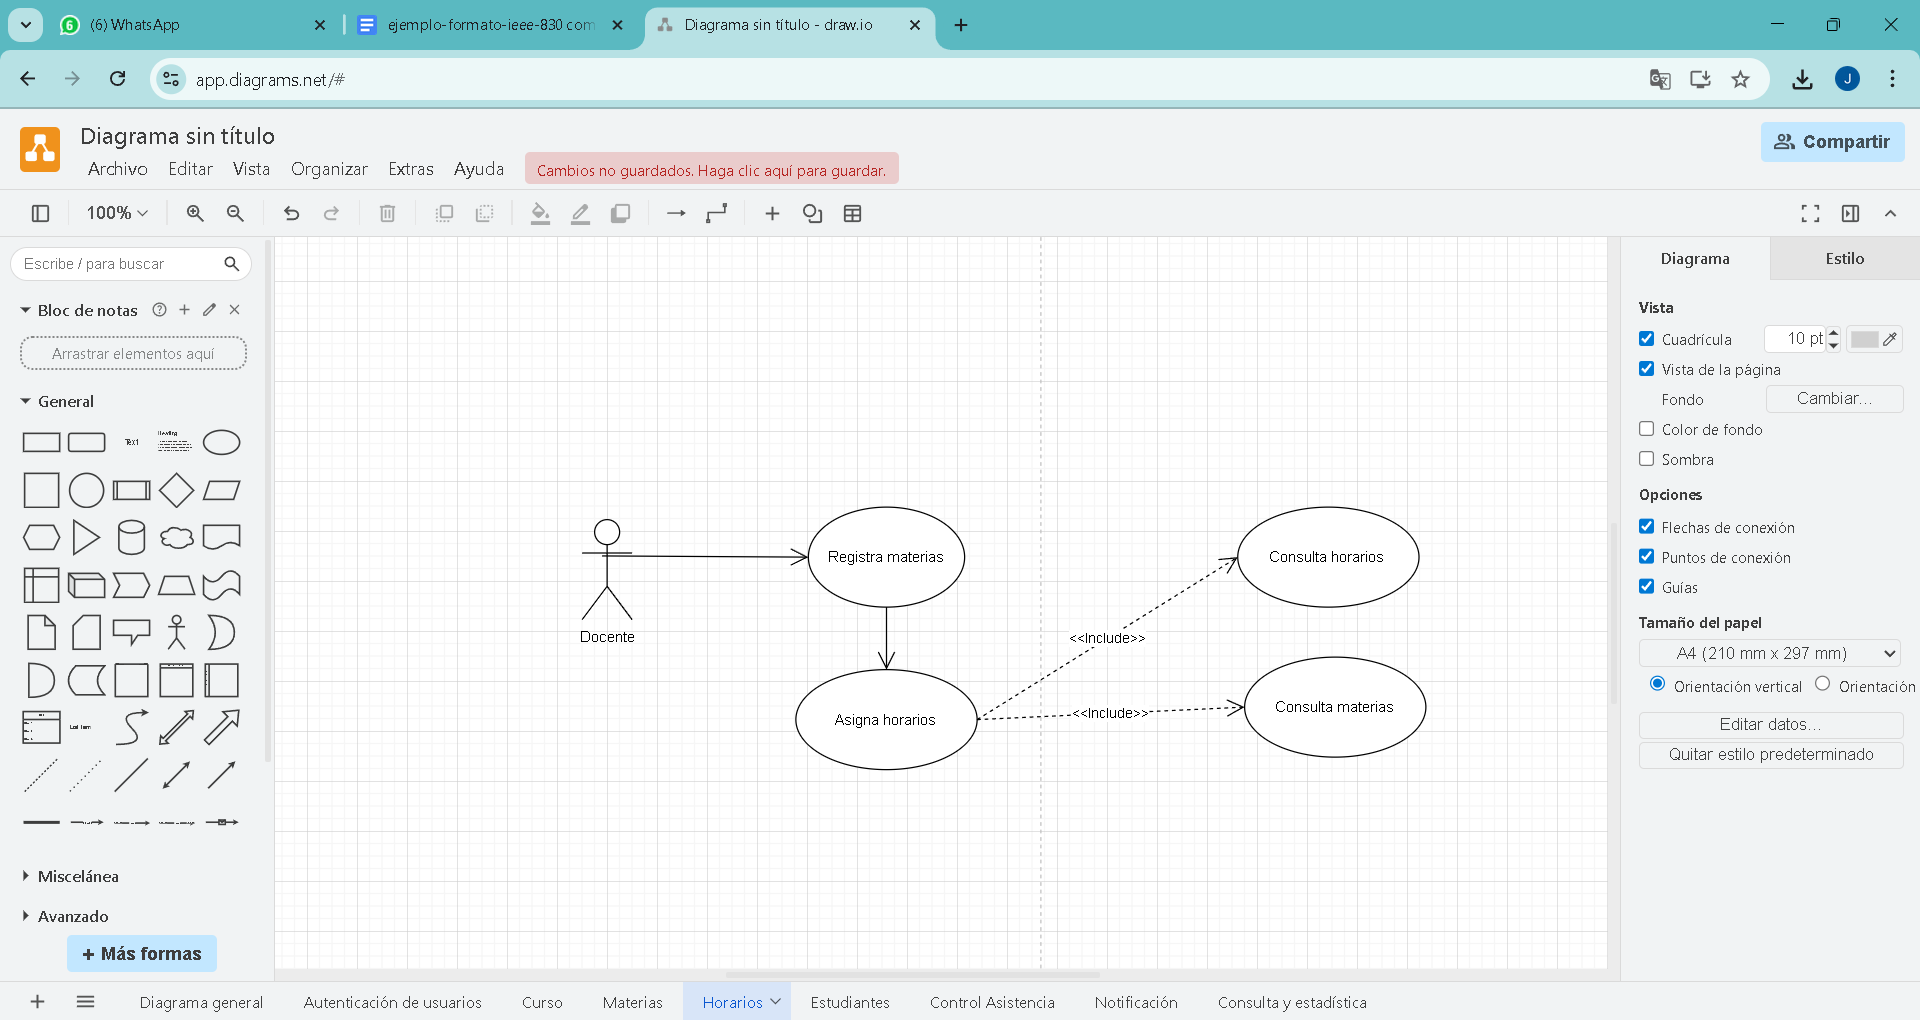 (6) WhatsApp
ejemplo-formato-ieee-830 com
Diagrama sin título - draw.io
app.diagrams.net/#
J
Diagrama sin título
Archivo Editar Vista Organizar Extras Ayuda
Cambios no guardados. Haga clic aquí para guardar.
Compartir
100%
Escribe / para buscar
Bloc de notas
Arrastrar elementos aquí
General
Text
Heading
List Item
Miscelánea
Avanzado
+ Más formas
Docente
Registra materias
Asigna horarios
<<Include>>
<<Include>>
Consulta horarios
Consulta materias
Diagrama Estilo
Vista
Cuadrícula 10 pt
Vista de la página
Fondo Cambiar...
Color de fondo
Sombra
Opciones
Flechas de conexión
Puntos de conexión
Guías
Tamaño del papel
A4 (210 mm x 297 mm)
Orientación vertical Orientación
Editar datos...
Quitar estilo predeterminado
Diagrama general Autenticación de usuarios Curso Materias Horarios Estudiantes Control Asistencia Notificación Consulta y estadística